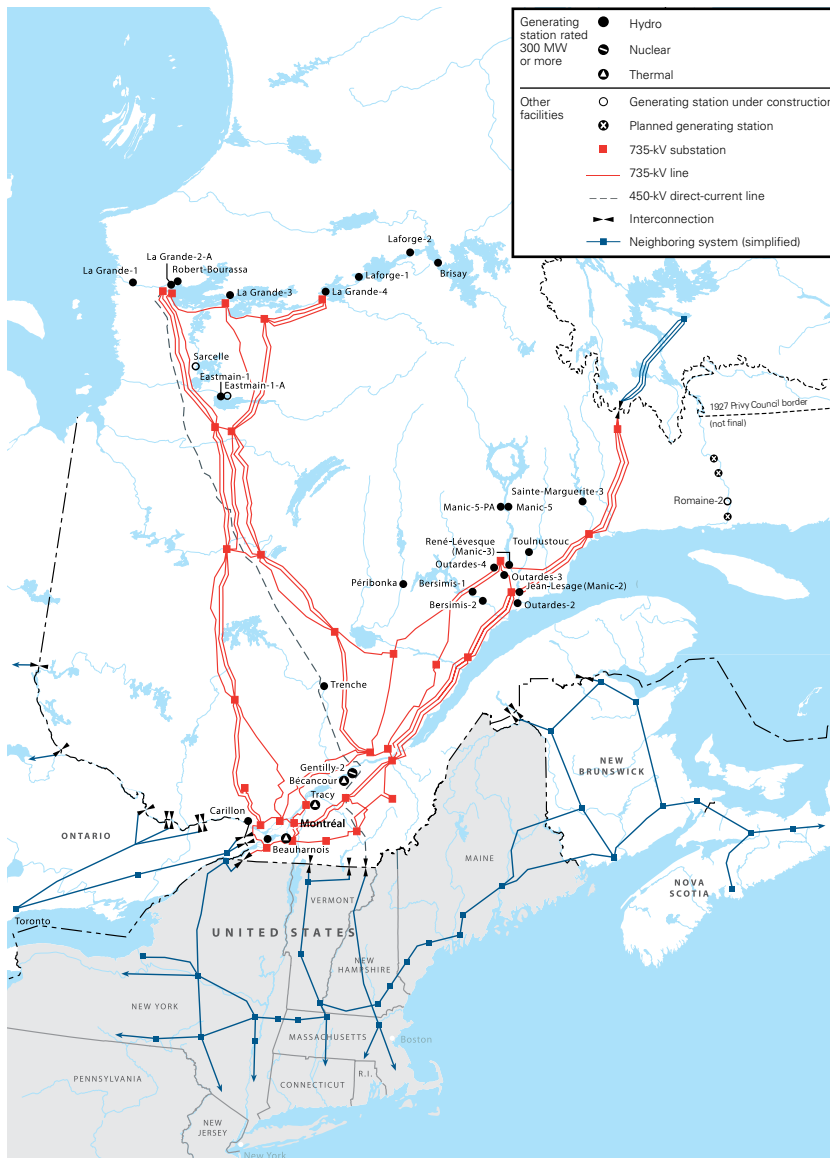 Generating
station rated
300 MW
or more
Hydro
Nuclear
Thermal
Other
facilities
Generating station under construction
Planned generating station
735-kV substation
735-kV line
450-kV direct-current line
Interconnection
Neighboring system (simplified)
Laforge-2
La Grande-2-A
Robert-Bourassa
La Grande-1
Laforge-1
Brisay
La Grande-3
La Grande-4
Sarcelle
Eastmain-1
Eastmain-1-A
1927 Privy Council border
(not final)
Sainte-Marguerite-3
Manic-5-PA
Manic-5
Romaine-2
René-Lévesque
(Manic-3)
Toulnustouc
Outardes-4
Outardes-3
Péribonka
Bersimis-1
Jean-Lesage (Manic-2)
Bersimis-2
Outardes-2
Trenche
Gentilly-2
Bécancour
Tracy
NEW
BRUNSWICK
Carillon
Montréal
ONTARIO
Beauharnois
MAINE
NOVA
SCOTIA
VERMONT
Toronto
UNITED STATES
NEW
HAMPSHIRE
NEW YORK
MASSACHUSETTS
Boston
PENNSYLVANIA
CONNECTICUT
R.I.
NEW
JERSEY
New York